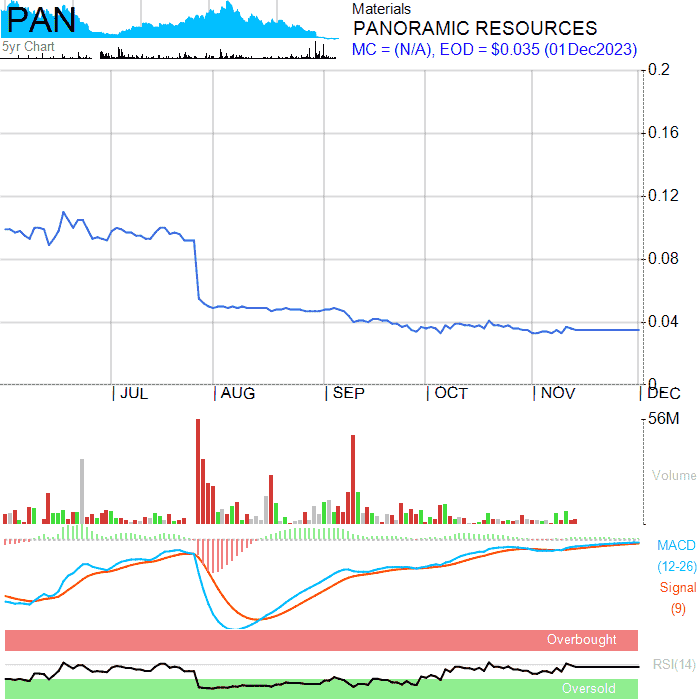 PAN
Materials
PANORAMIC RESOURCES
5yr Chart
MC = (N/A), EOD = $0.035 (01Dec2023)
0.2
0.16
0.12
0.08
0.04
0
JUL AUG SEP OCT NOV DEC
56M
Volume
MACD
(12-26)
Signal
(9)
Overbought
RSI(14)
Oversold